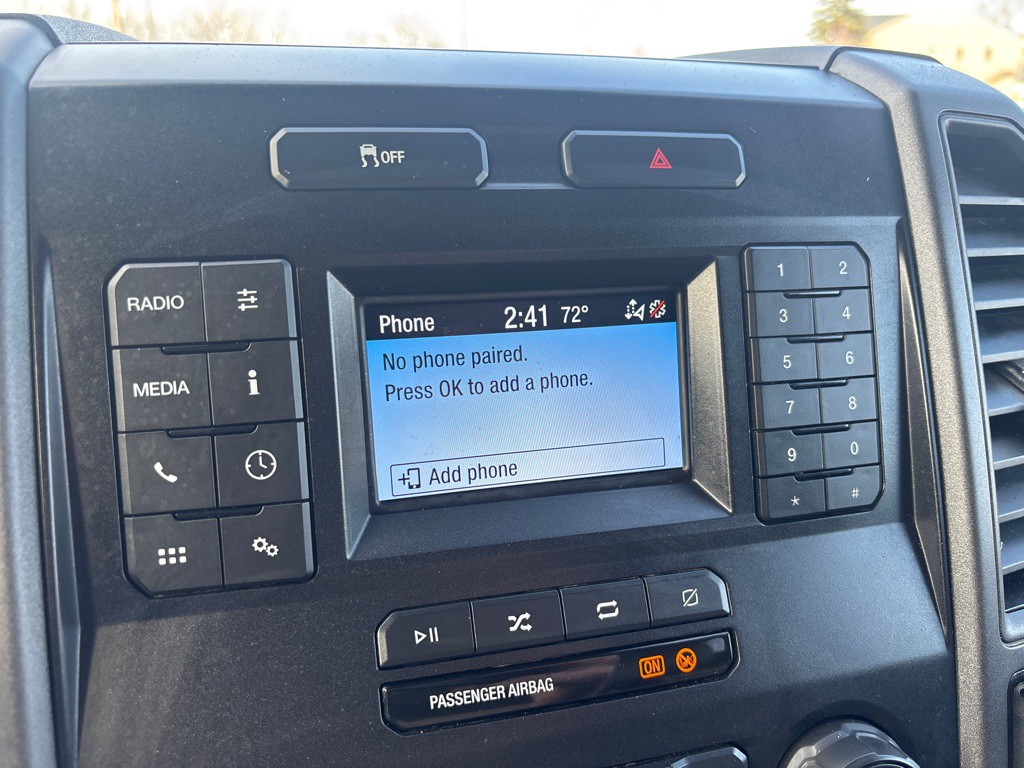 OFF
RADIO
MEDIA
i
Phone 2:41 72°
No phone paired.
Press OK to add a phone.
Add phone
1 2
3 4
5 6
7 8
9 0
* #
ON
PASSENGER AIRBAG